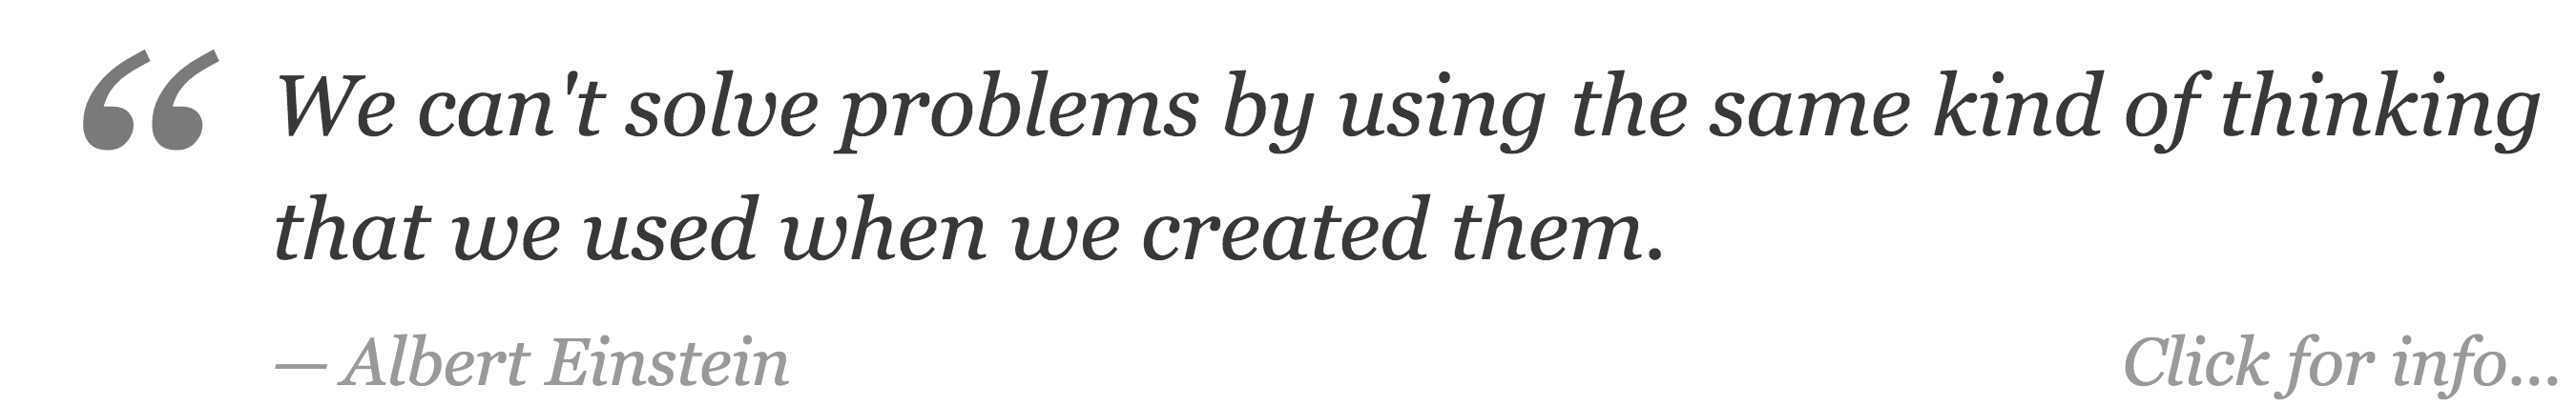 “ We can't solve problems by using the same kind of thinking
that we used when we created them.
— Albert Einstein
Click for info...